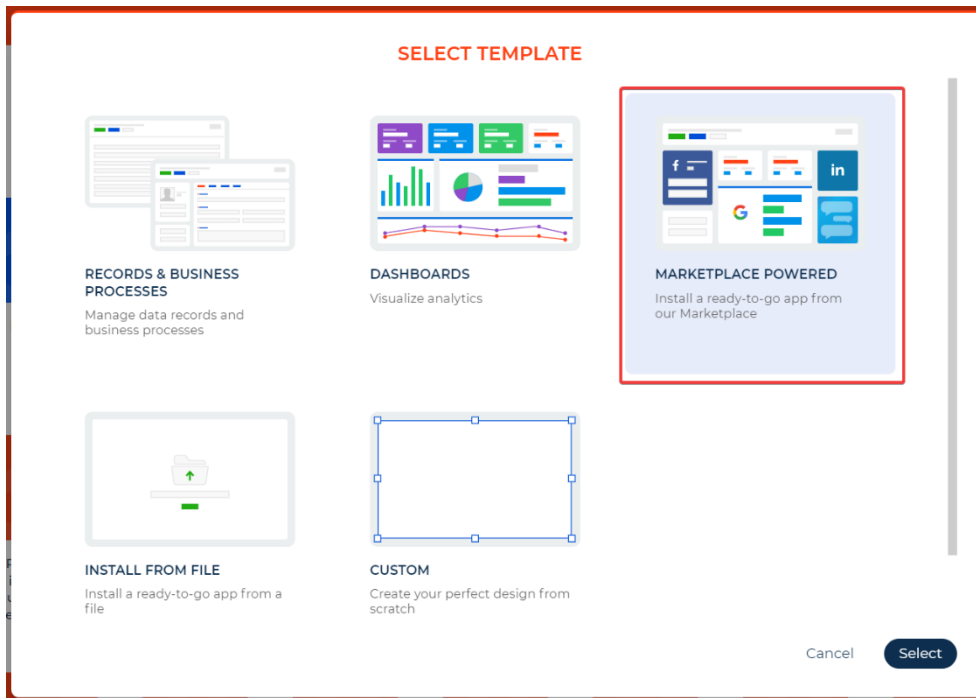 SELECT TEMPLATE
RECORDS & BUSINESS
PROCESSES
Manage data records and
business processes
DASHBOARDS
Visualize analytics
f
in
G
MARKETPLACE POWERED
Install a ready-to-go app from
our Marketplace
INSTALL FROM FILE
Install a ready-to-go app from a
file
CUSTOM
Create your perfect design from
scratch
Cancel
Select